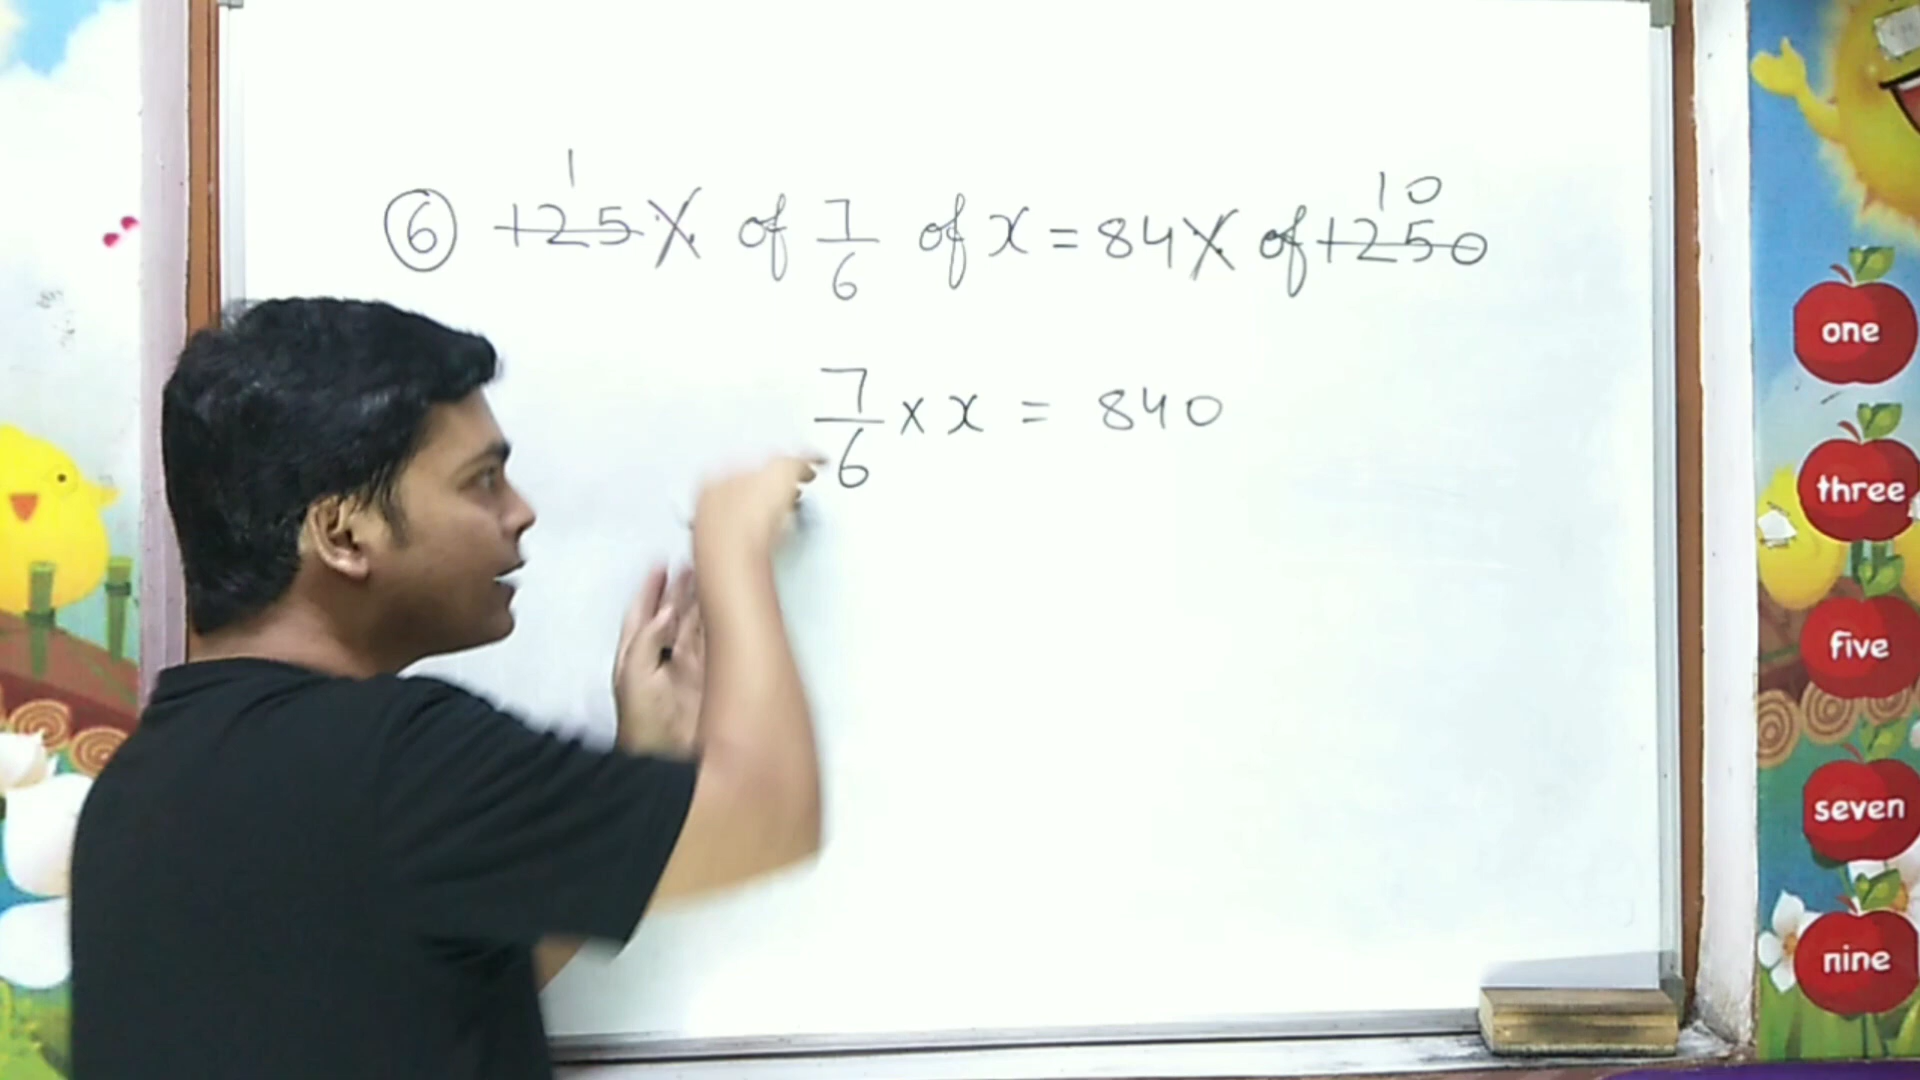 1 10
⑥ 125% of 7/6 of x = 84% of 1250
7/6 × x = 840
one
three
five
seven
nine